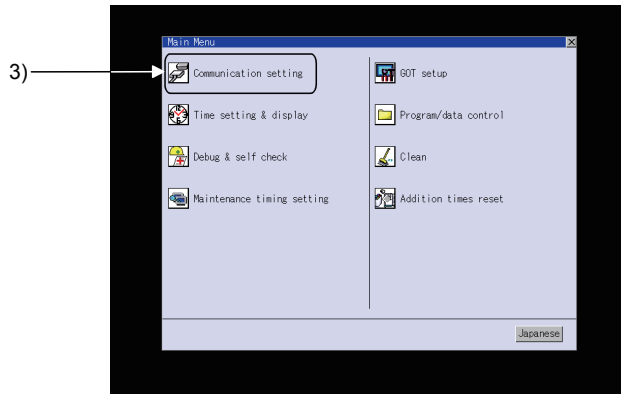 Main Menu
3)
Communication setting
GOT setup
Time setting & display
Program/data control
Debug & self check
Clean
Maintenance timing setting
Addition times reset
Japanese